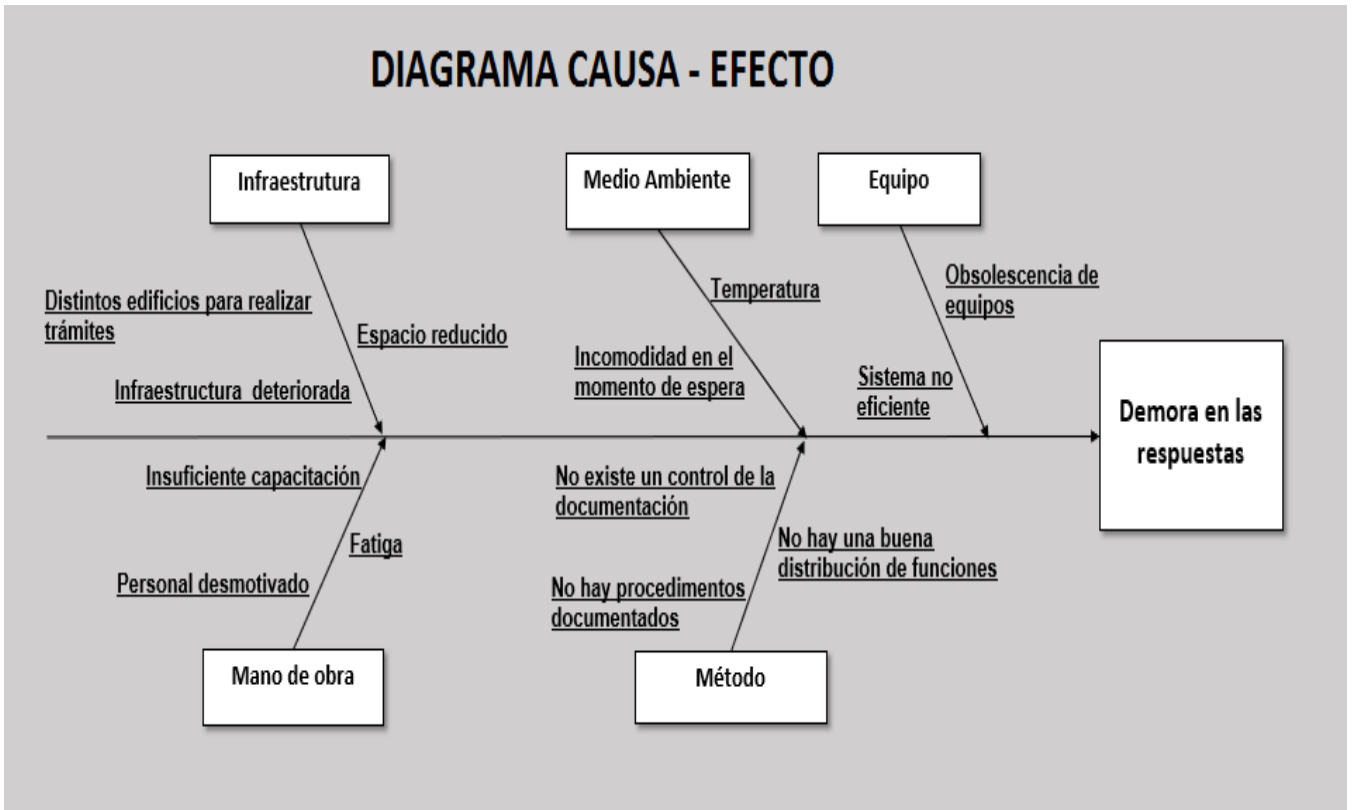 DIAGRAMA CAUSA - EFECTO
Infraestrutura
Medio Ambiente
Equipo
Distintos edificios para realizar
trámites
Espacio reducido
Infraestructura deteriorada
Temperatura
Incomodidad en el
momento de espera
Obsolescencia de
equipos
Sistema no
eficiente
Demora en las
respuestas
Insuficiente capacitación
Fatiga
Personal desmotivado
No existe un control de la
documentación
No hay una buena
distribución de funciones
No hay procedimentos
documentados
Mano de obra
Método